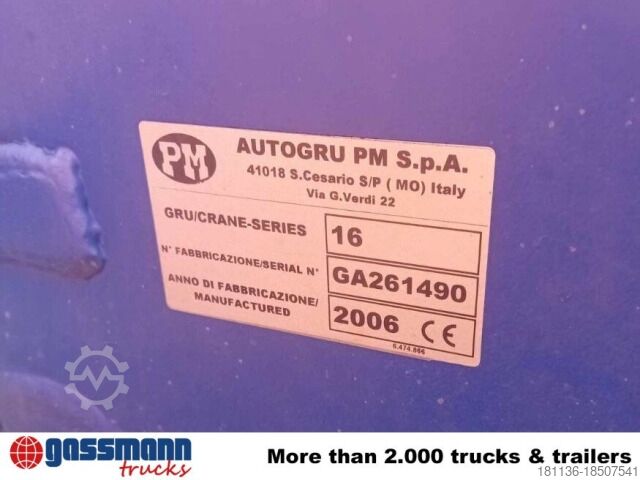 PM
AUTOGRU PM S.p.A.
41018 S.Cesario S/P ( MO) Italy
Via G.Verdi 22
GRU/CRANE-SERIES
16
N° FABBRICAZIONE/SERIAL N°
GA261490
ANNO DI FABBRICAZIONE/
MANUFACTURED
2006 CE
6.474.866
gassmann
trucks
More than 2.000 trucks & trailers
181136-18507541